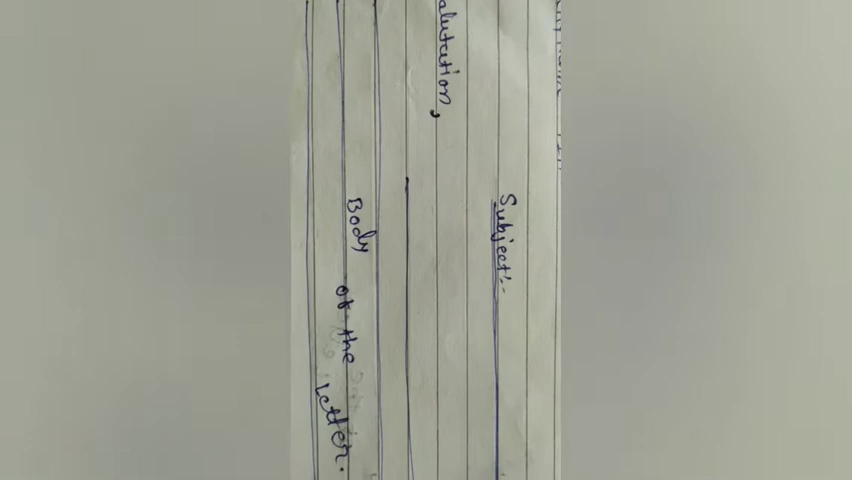 Subject:-
alutation,
Body of the letter.